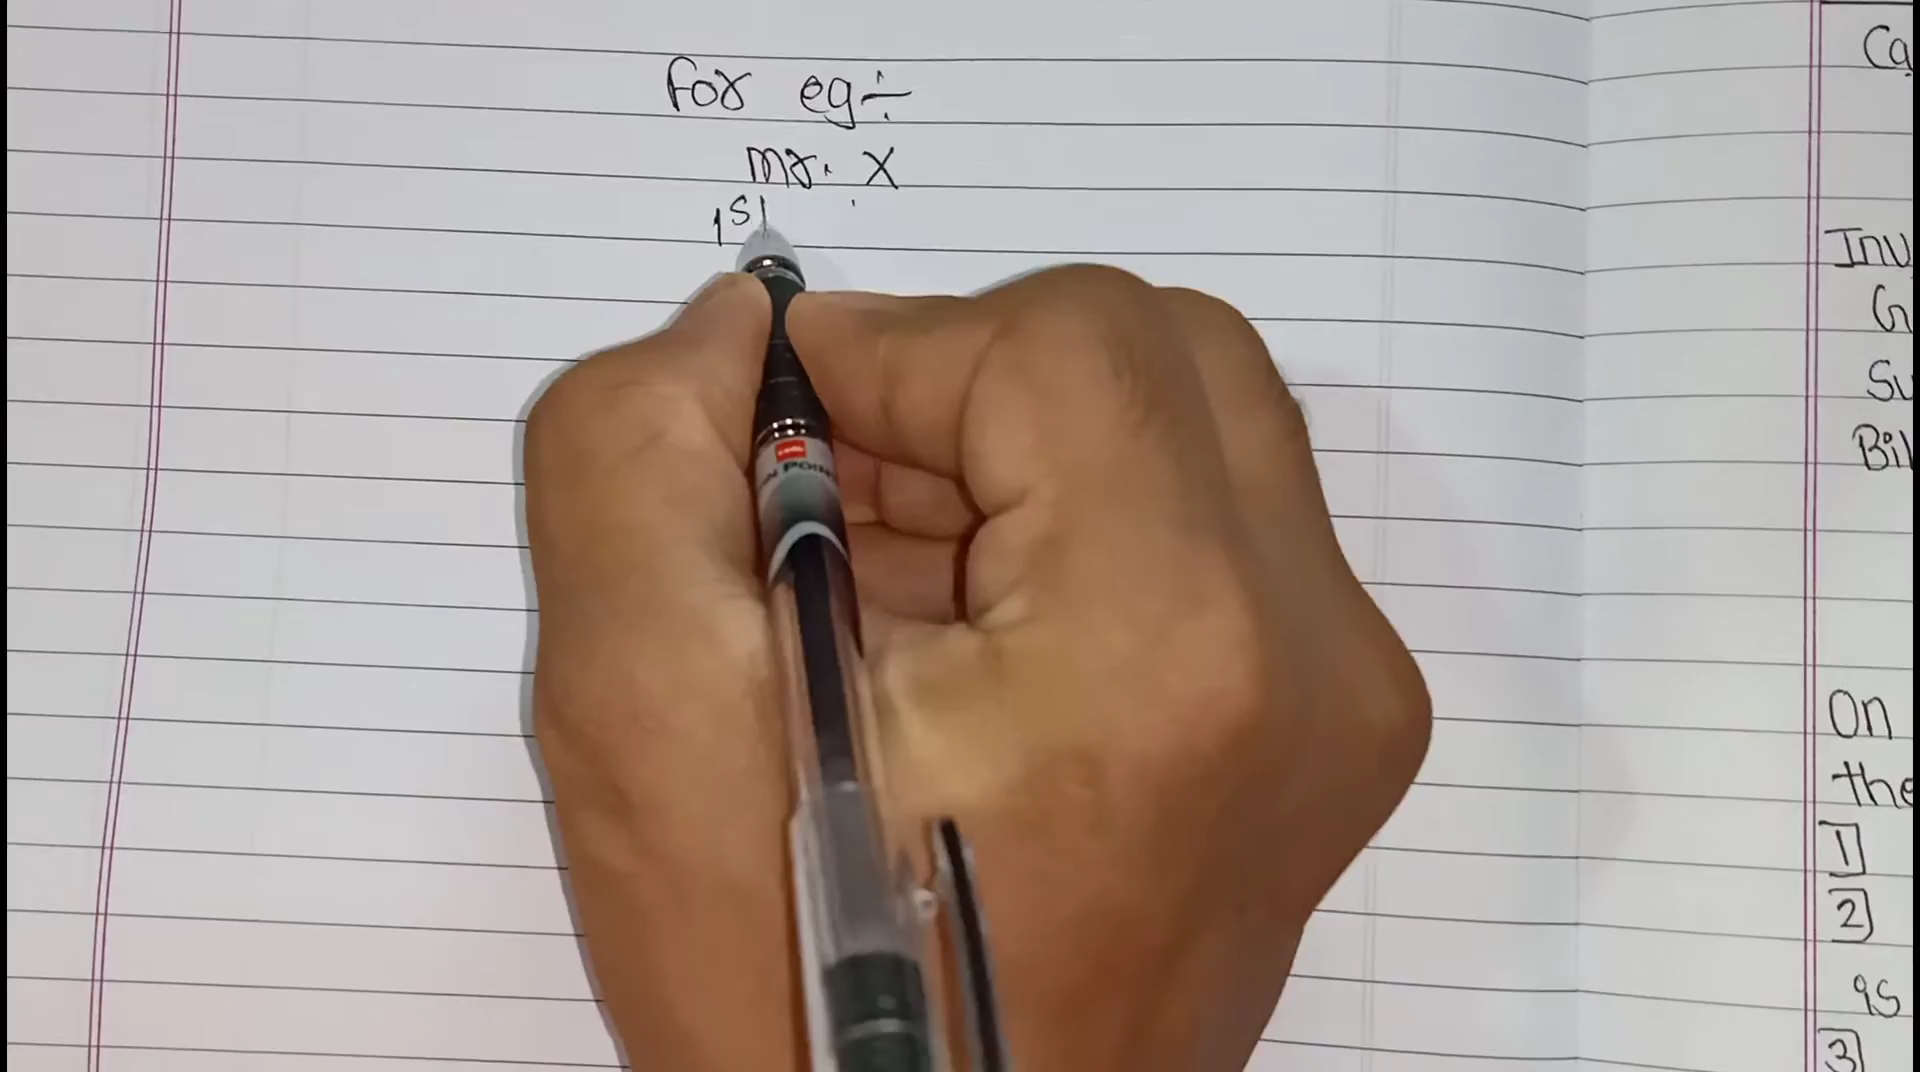 For eg ÷
mr. X
1st
Ca
Inv
G
Su
Bil
On
the
1]
2]
is
3]